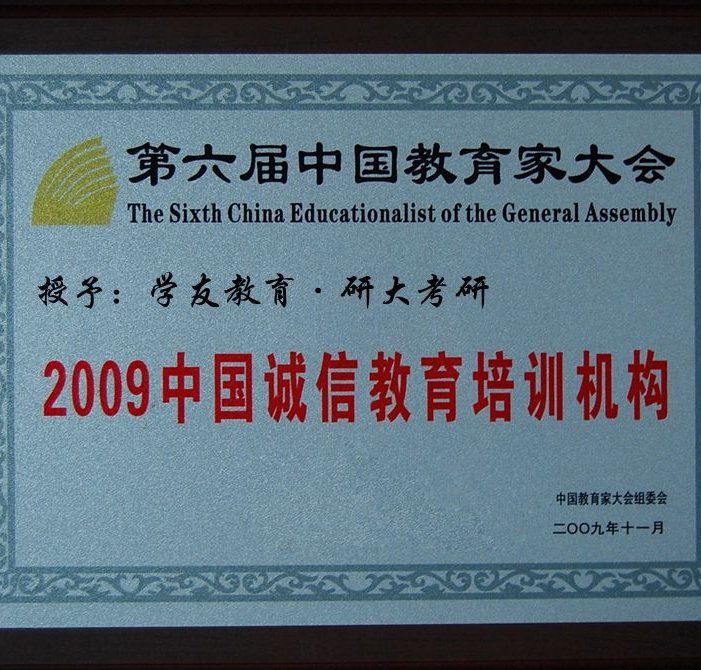 第六届中国教育家大会
The Sixth China Educationalist of the General Assembly
授予：学友教育·研大考研
2009中国诚信教育培训机构
中国教育家大会组委会
二〇〇九年十一月